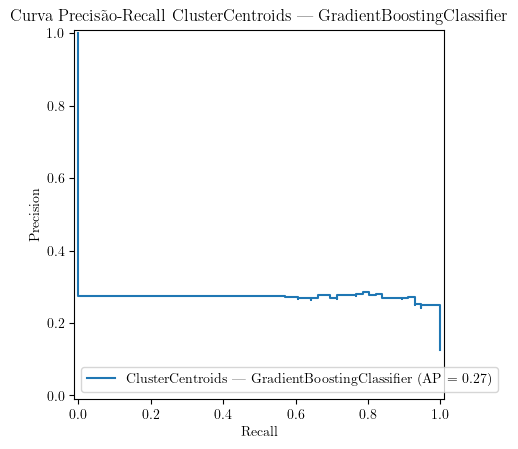 Curva Precisão-Recall ClusterCentroids — GradientBoostingClassifier
1.0
0.8
0.6
0.4
0.2
0.0
Precision
ClusterCentroids — GradientBoostingClassifier (AP = 0.27)
0.0 0.2 0.4 0.6 0.8 1.0
Recall